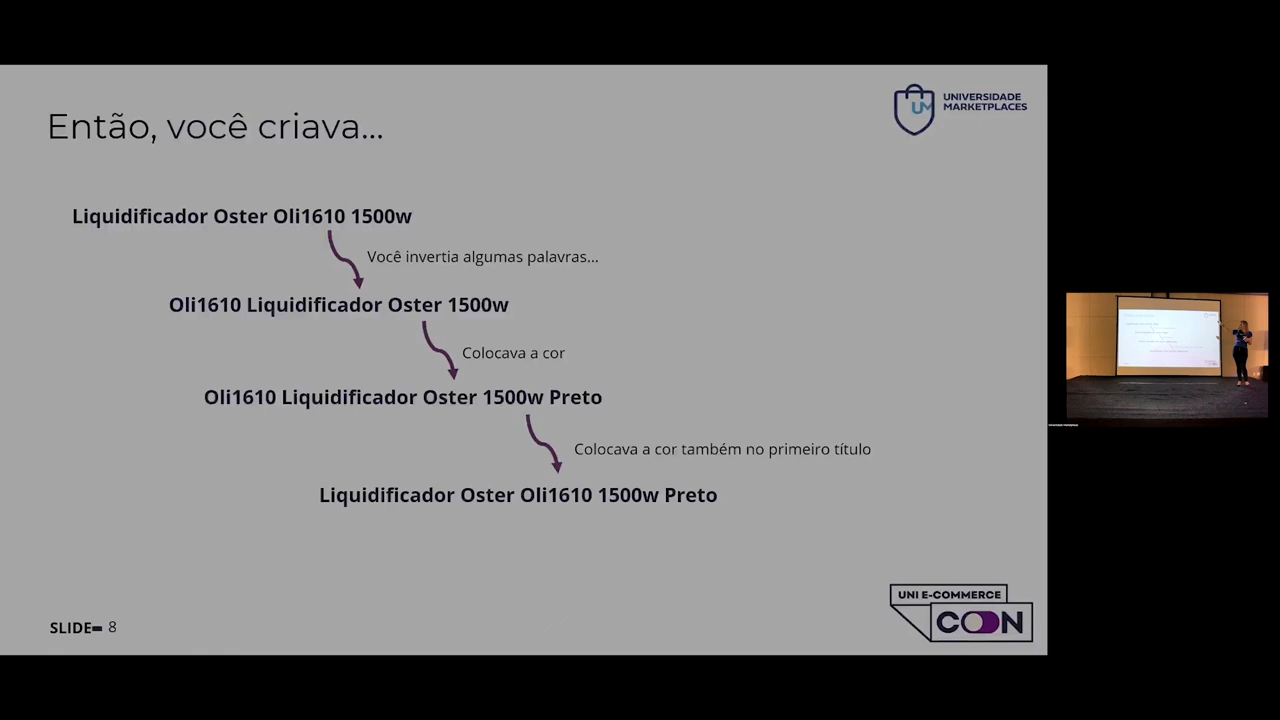 Então, você criava...
UNIVERSIDADE
MARKETPLACES
Liquidificador Oster Oli1610 1500w
Você invertia algumas palavras...
Oli1610 Liquidificador Oster 1500w
Colocava a cor
Oli1610 Liquidificador Oster 1500w Preto
Colocava a cor também no primeiro título
Liquidificador Oster Oli1610 1500w Preto
UNI E-COMMERCE
CON
SLIDE 8